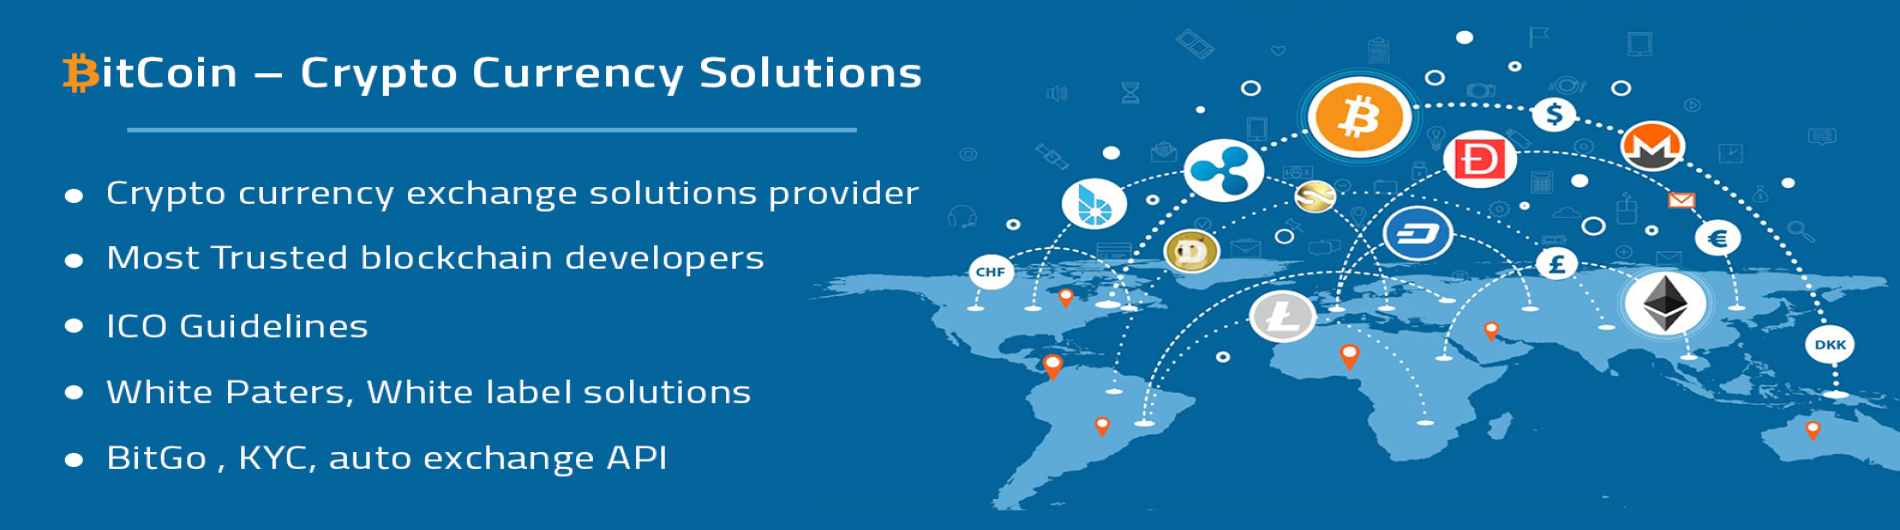 ₿itCoin – Crypto Currency Solutions
• Crypto currency exchange solutions provider
• Most Trusted blockchain developers
• ICO Guidelines
• White Paters, White label solutions
• BitGo , KYC, auto exchange API
CHF
$
€
£
DKK